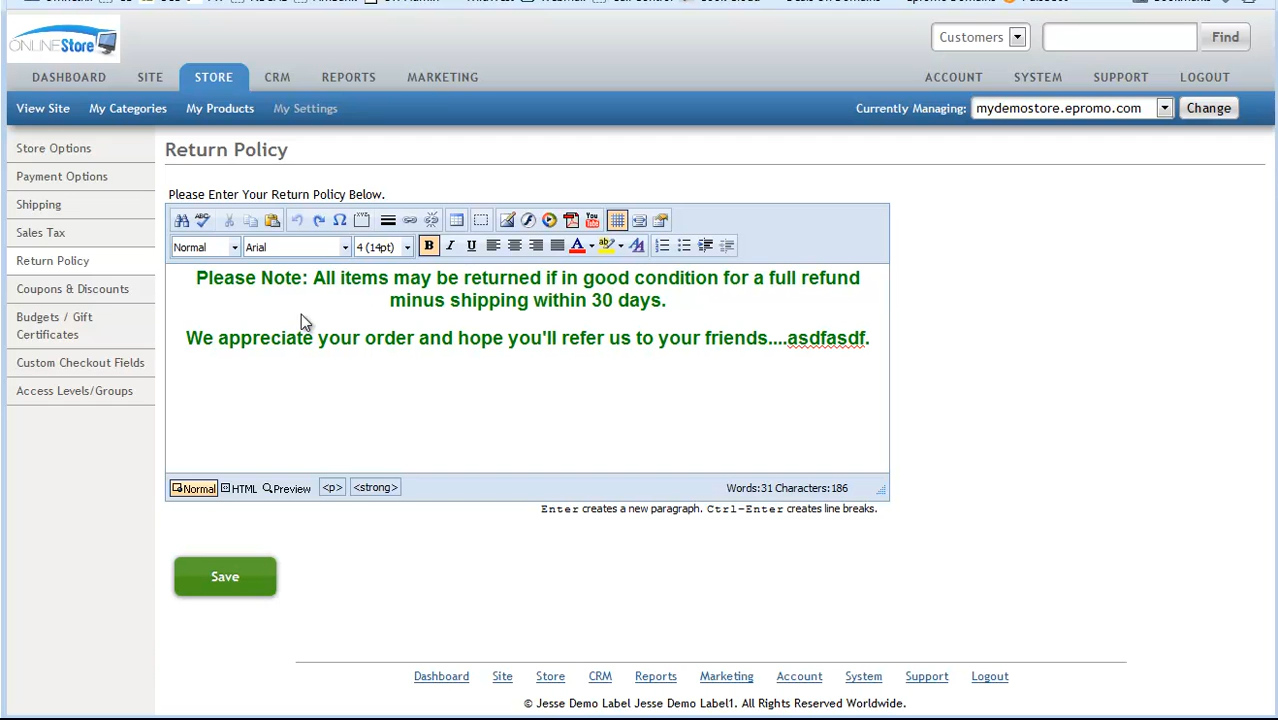 ONLINEStore
Customers
Find
DASHBOARD SITE STORE CRM REPORTS MARKETING
ACCOUNT SYSTEM SUPPORT LOGOUT
View Site My Categories My Products My Settings
Currently Managing: mydemostore.epromo.com Change
Store Options
Payment Options
Shipping
Sales Tax
Return Policy
Coupons & Discounts
Budgets / Gift
Certificates
Custom Checkout Fields
Access Levels/Groups
Return Policy
Please Enter Your Return Policy Below.
Normal Arial 4 (14pt) B I U
Please Note: All items may be returned if in good condition for a full refund
minus shipping within 30 days.
We appreciate your order and hope you'll refer us to your friends....asdfasdf.
Normal HTML Preview <p> <strong>
Words:31 Characters:186
Enter creates a new paragraph. Ctrl-Enter creates line breaks.
Save
Dashboard Site Store CRM Reports Marketing Account System Support Logout
© Jesse Demo Label Jesse Demo Label1. All Rights Reserved Worldwide.